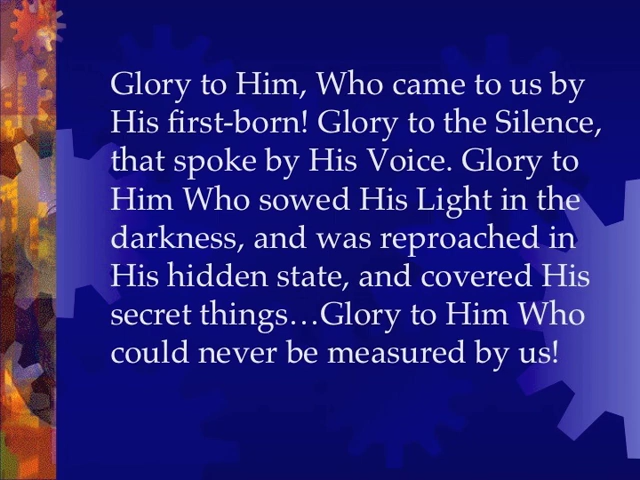 Glory to Him, Who came to us by
His first-born! Glory to the Silence,
that spoke by His Voice. Glory to
Him Who sowed His Light in the
darkness, and was reproached in
His hidden state, and covered His
secret things…Glory to Him Who
could never be measured by us!